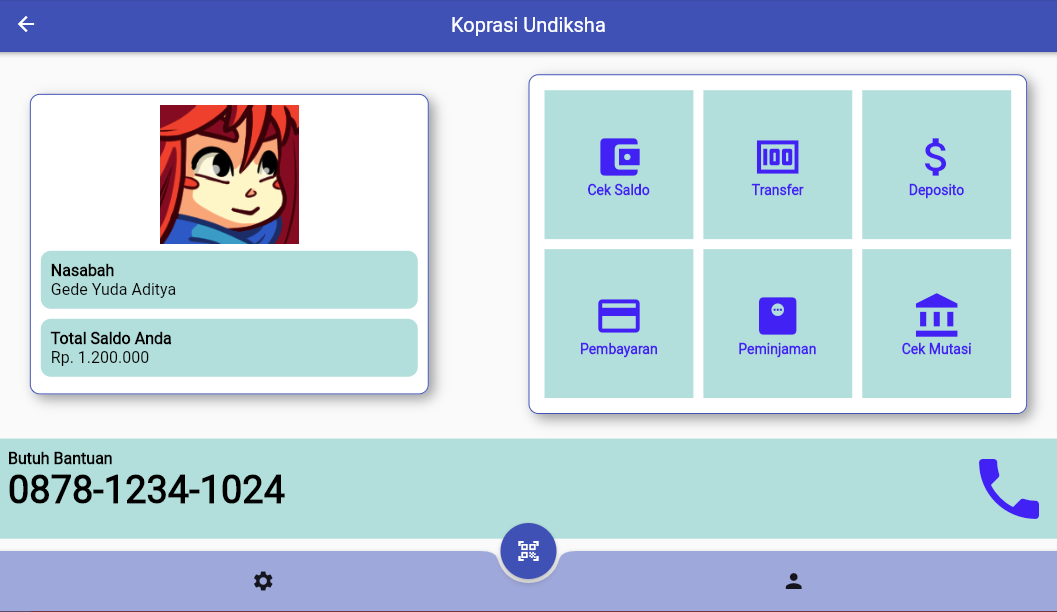 Koprasi Undiksha
Nasabah
Gede Yuda Aditya
Total Saldo Anda
Rp. 1.200.000
Cek Saldo
Transfer
Deposito
Pembayaran
Peminjaman
Cek Mutasi
Butuh Bantuan
0878-1234-1024